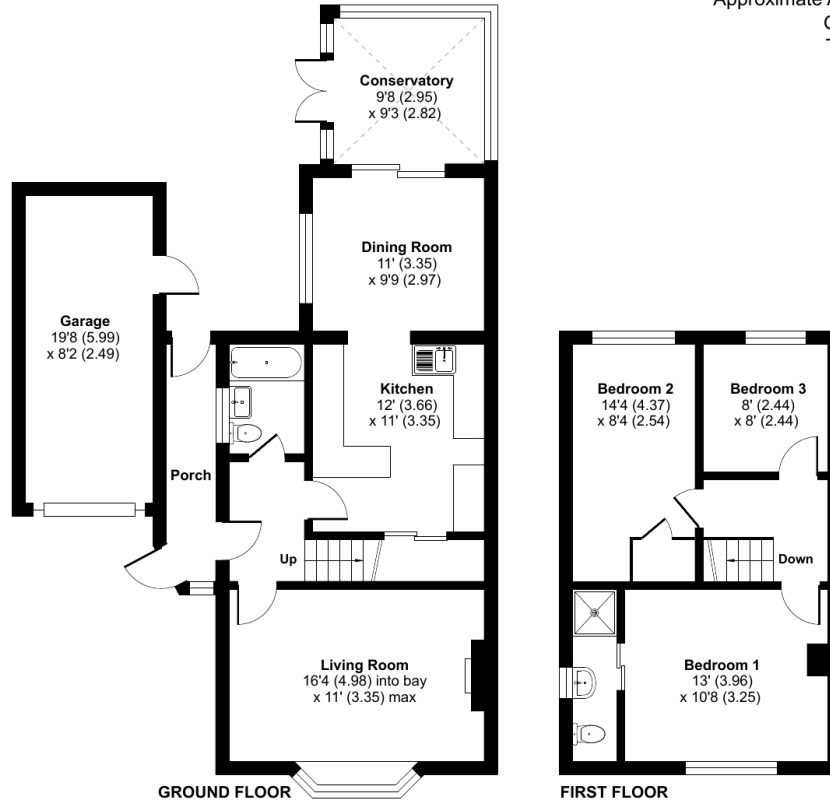 Approximate
Conservatory
9'8 (2.95)
x 9'3 (2.82)
Dining Room
11' (3.35)
x 9'9 (2.97)
Garage
19'8 (5.99)
x 8'2 (2.49)
Kitchen
12' (3.66)
x 11' (3.35)
Porch
Up
Living Room
16'4 (4.98) into bay
x 11' (3.35) max
GROUND FLOOR
Bedroom 2
14'4 (4.37)
x 8'4 (2.54)
Bedroom 3
8' (2.44)
x 8' (2.44)
Down
Bedroom 1
13' (3.96)
x 10'8 (3.25)
FIRST FLOOR